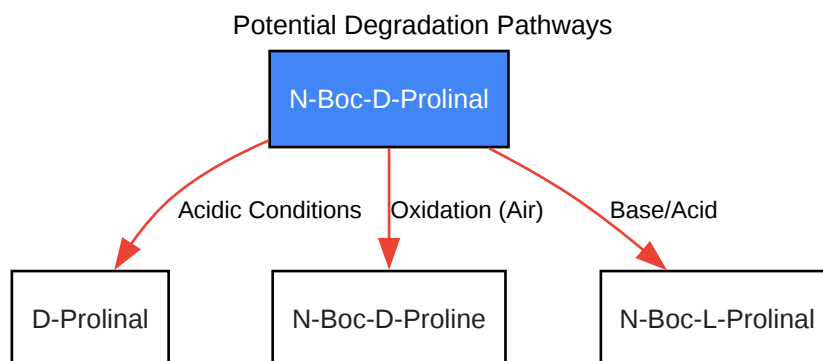 Potential Degradation Pathways
N-Boc-D-Prolinal
Acidic Conditions
Oxidation (Air)
Base/Acid
D-Prolinal
N-Boc-D-Proline
N-Boc-L-Prolinal